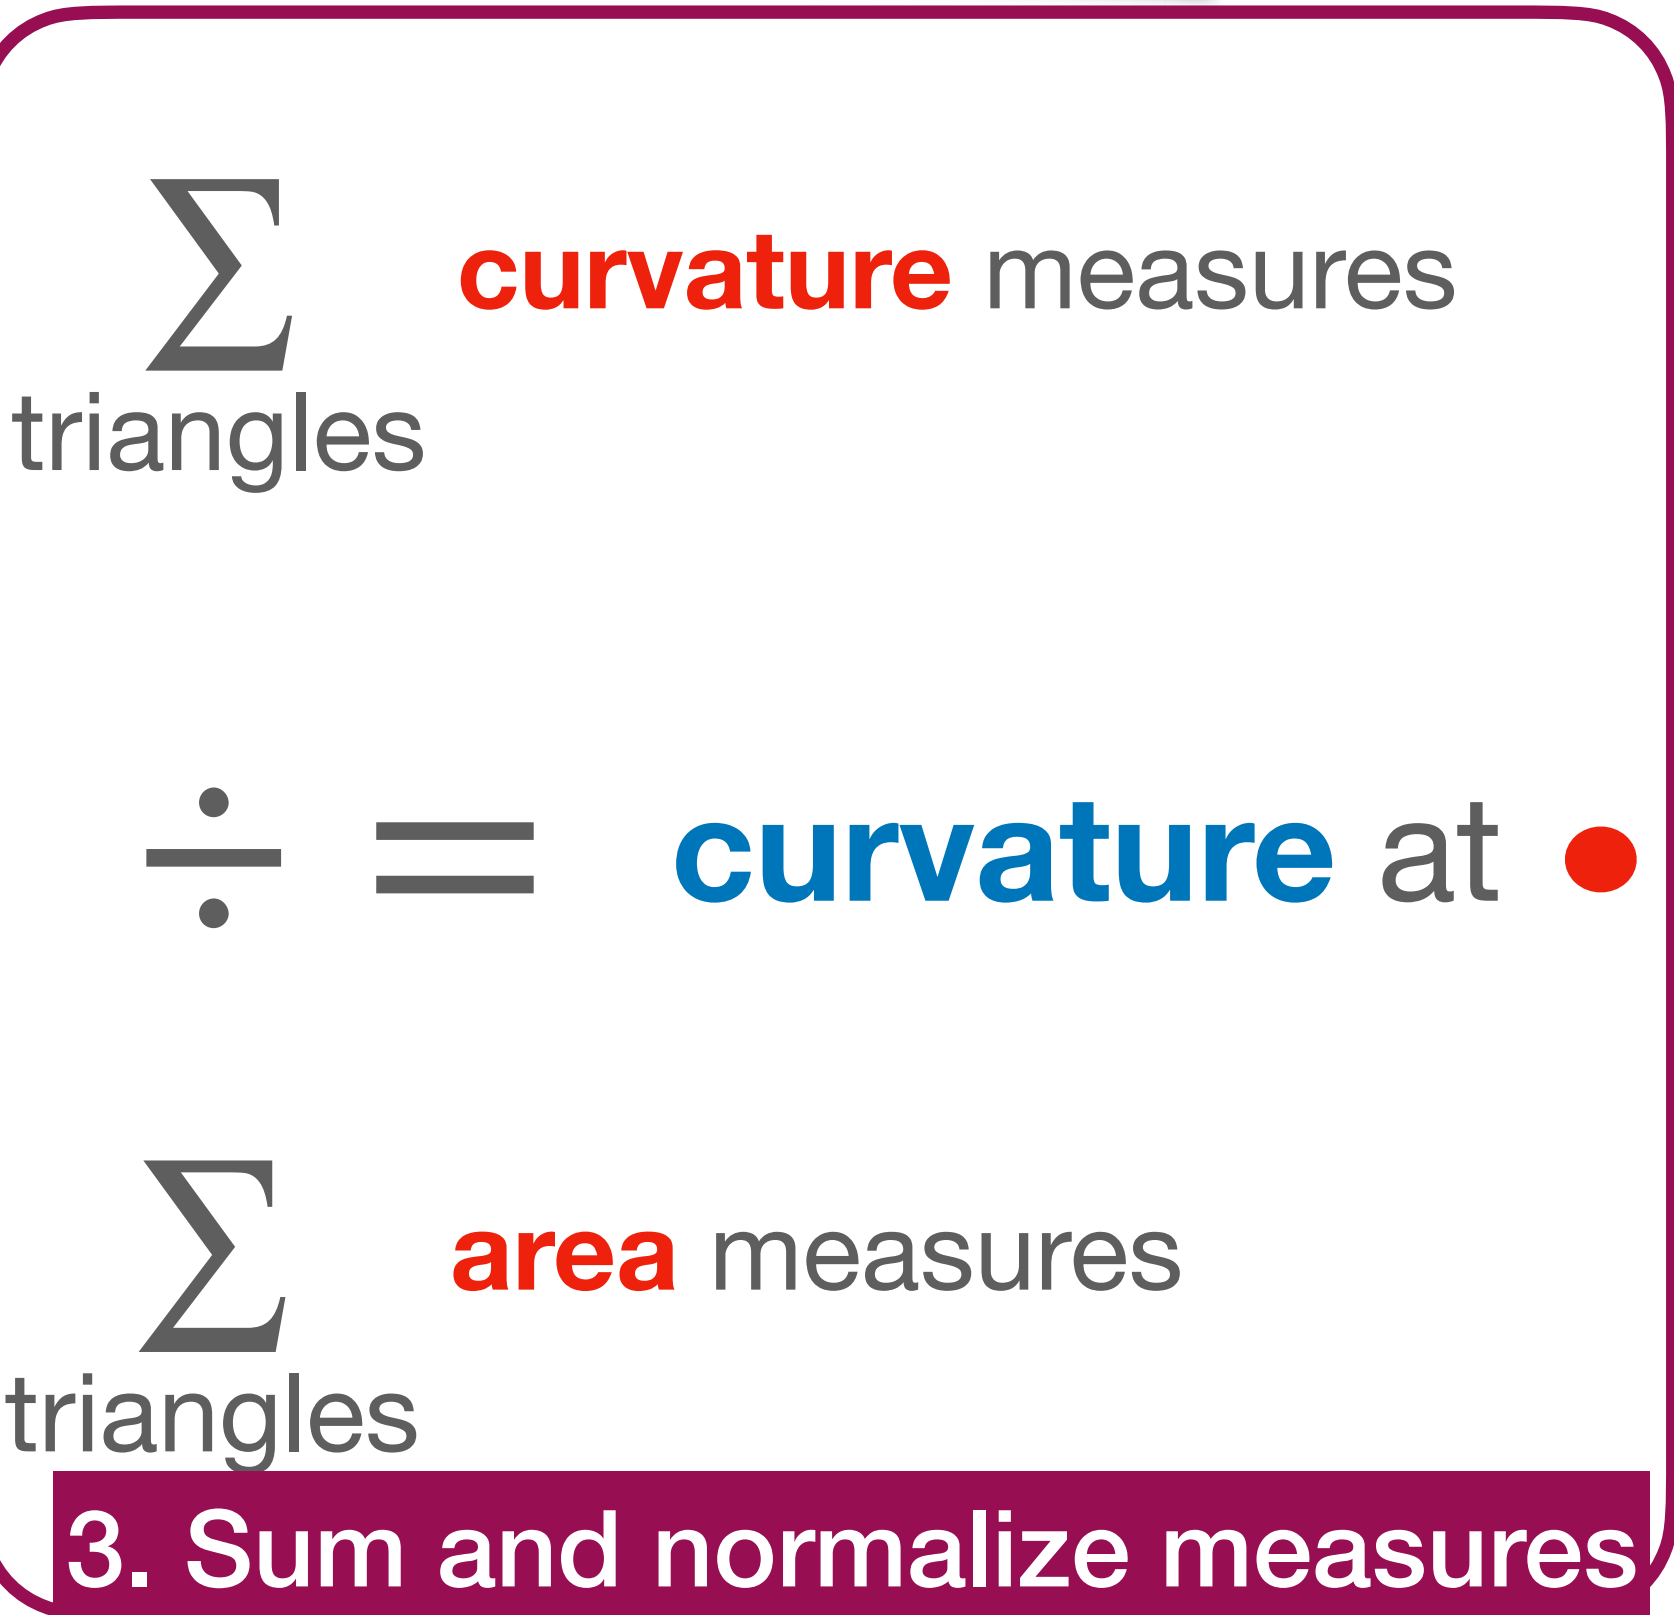 ∑ curvature measures
triangles
÷ = curvature at
∑ area measures
triangles
3. Sum and normalize measures